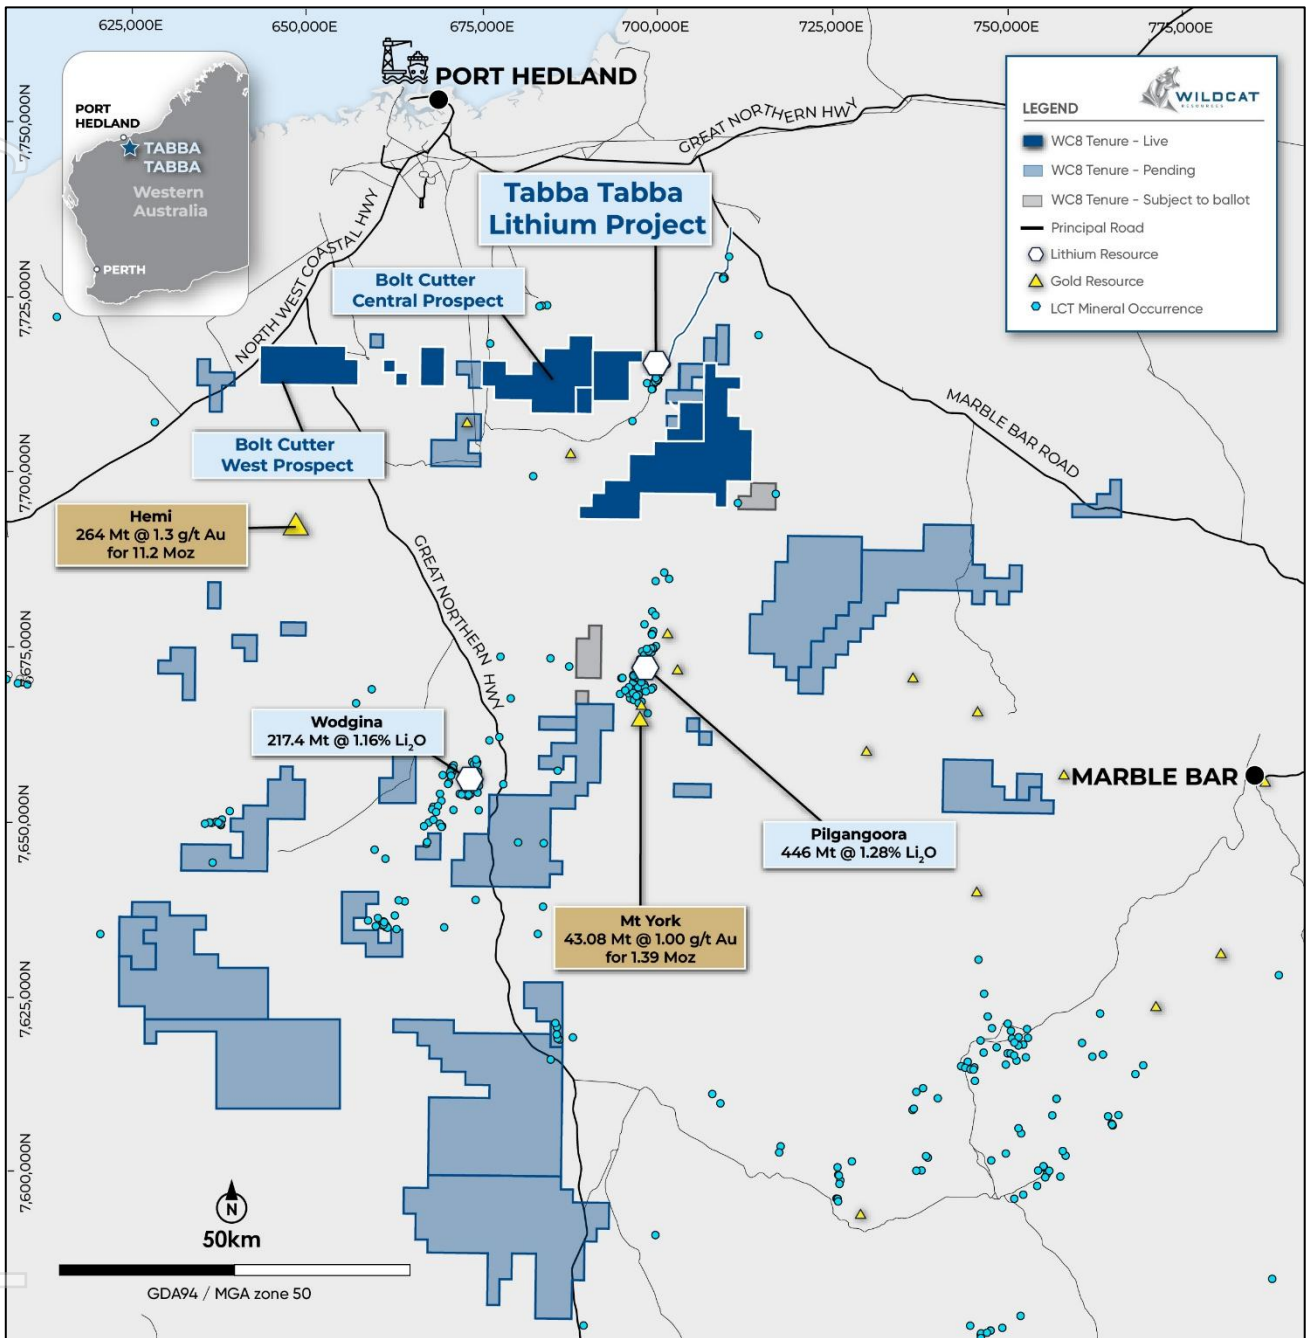 625,000E
650,000E
675,000E
700,000E
725,000E
750,000E
775,000E
7,750,000N
7,725,000N
7,700,000N
7,675,000N
7,650,000N
7,625,000N
7,600,000N
PORT
HEDLAND
TABBA
TABBA
Western
Australia
PERTH
PORT HEDLAND
GREAT NORTHERN HWY
NORTH WEST COASTAL HWY
MARBLE BAR ROAD
GREAT NORTHERN HWY
WILDCAT
RESOURCES
LEGEND
WC8 Tenure - Live
WC8 Tenure - Pending
WC8 Tenure - Subject to ballot
Principal Road
Lithium Resource
Gold Resource
LCT Mineral Occurrence
Tabba Tabba
Lithium Project
Bolt Cutter
Central Prospect
Bolt Cutter
West Prospect
Hemi
264 Mt @ 1.3 g/t Au
for 11.2 Moz
Wodgina
217.4 Mt @ 1.16% Li₂O
MARBLE BAR
Pilgangoora
446 Mt @ 1.28% Li₂O
Mt York
43.08 Mt @ 1.00 g/t Au
for 1.39 Moz
N
50km
GDA94 / MGA zone 50